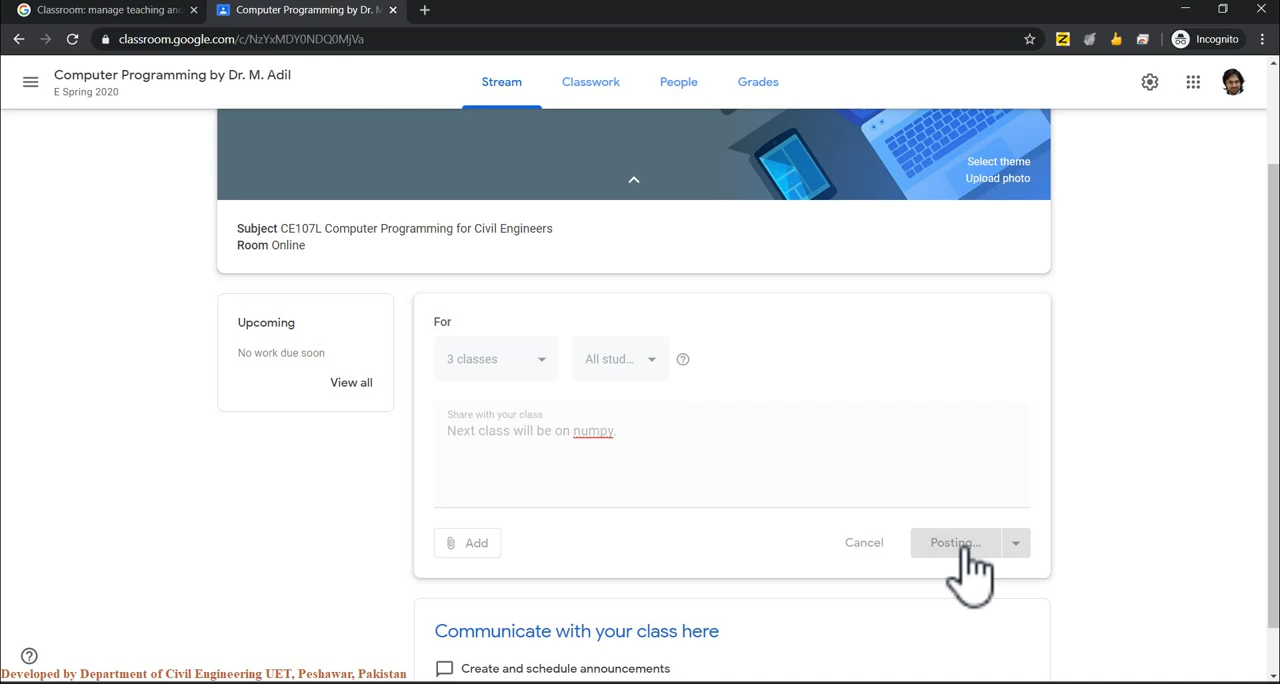 Classroom: manage teaching and
Computer Programming by Dr. M
classroom.google.com/c/NzYxMDY0NDQ0MjVa
Incognito
Computer Programming by Dr. M. Adil
E Spring 2020
Stream
Classwork
People
Grades
Select theme
Upload photo
Subject CE107L Computer Programming for Civil Engineers
Room Online
Upcoming
No work due soon
View all
For
3 classes
All stud...
Share with your class
Next class will be on numpy.
Add
Cancel
Posting...
Communicate with your class here
Create and schedule announcements
Developed by Department of Civil Engineering UET, Peshawar, Pakistan